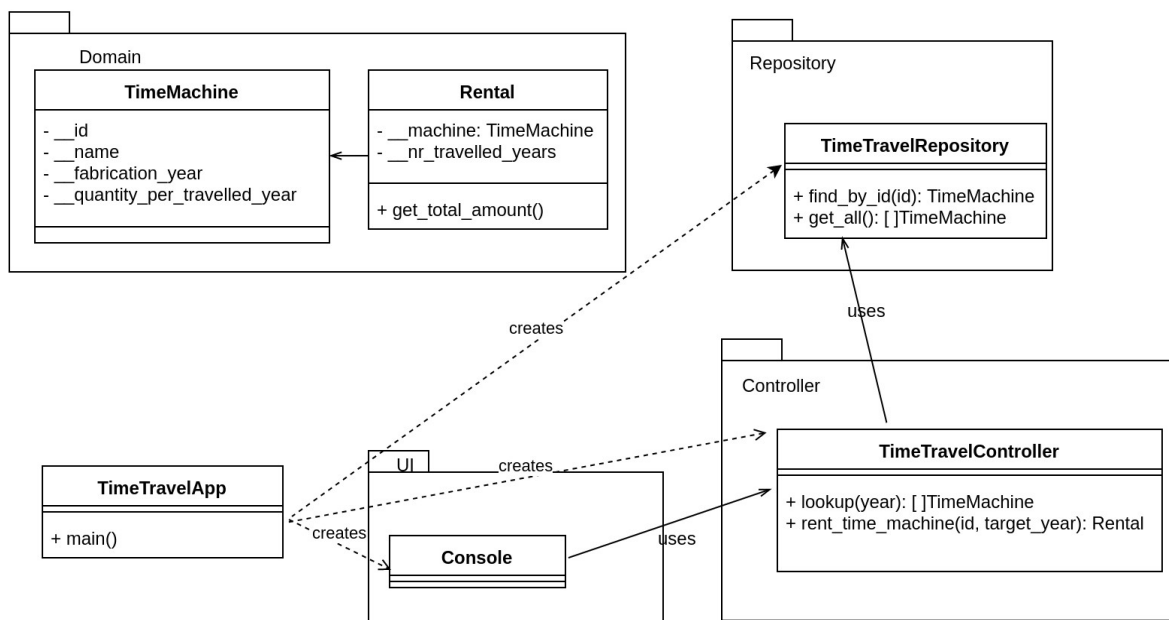 Domain
TimeMachine
- __id
- __name
- __fabrication_year
- __quantity_per_travelled_year
Rental
- __machine: TimeMachine
- __nr_travelled_years
+ get_total_amount()
Repository
TimeTravelRepository
+ find_by_id(id): TimeMachine
+ get_all(): [ ]TimeMachine
creates
uses
Controller
TimeTravelController
+ lookup(year): [ ]TimeMachine
+ rent_time_machine(id, target_year): Rental
TimeTravelApp
+ main()
UI
creates
creates
Console
uses